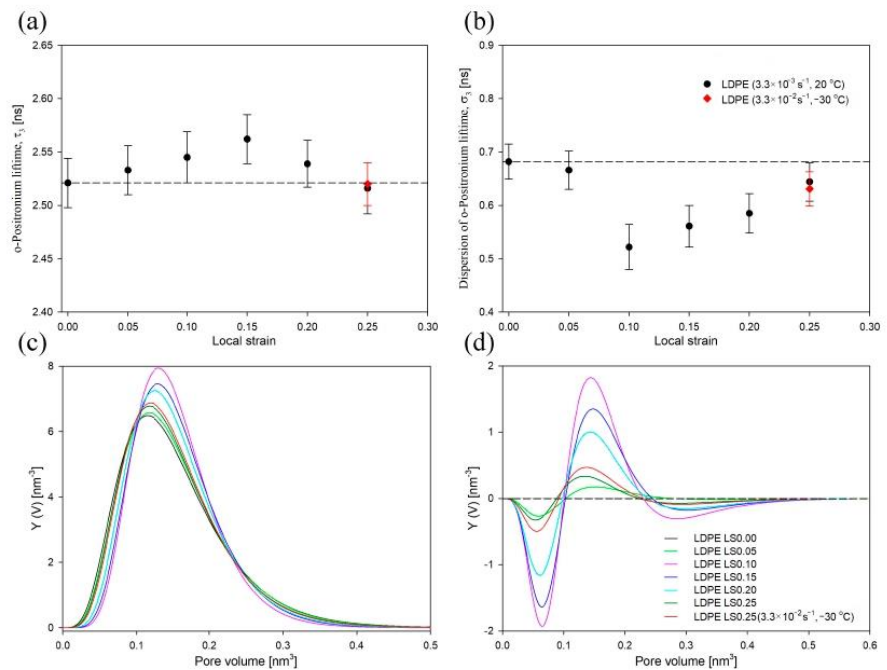 (a)
2.65
2.60
2.55
2.50
2.45
2.40
o-Positronium liftime, τ₃ [ns]
0.00 0.05 0.10 0.15 0.20 0.25 0.30
Local strain
(b)
0.9
0.8
0.7
0.6
0.5
0.4
Dispersion of o-Positronium liftime, σ₃ [ns]
LDPE (3.3×10⁻³ s⁻¹, 20 °C)
LDPE (3.3×10⁻² s⁻¹, −30 °C)
0.00 0.05 0.10 0.15 0.20 0.25 0.30
Local strain
(c)
8
6
4
2
0
Y (V) [nm⁻³]
0.0 0.1 0.2 0.3 0.4 0.5
Pore volume [nm³]
(d)
2
1
0
-1
-2
Y (V) [nm⁻³]
LDPE LS0.00
LDPE LS0.05
LDPE LS0.10
LDPE LS0.15
LDPE LS0.20
LDPE LS0.25
LDPE LS0.25(3.3×10⁻² s⁻¹, −30 °C)
0.0 0.1 0.2 0.3 0.4 0.5 0.6
Pore volume [nm³]